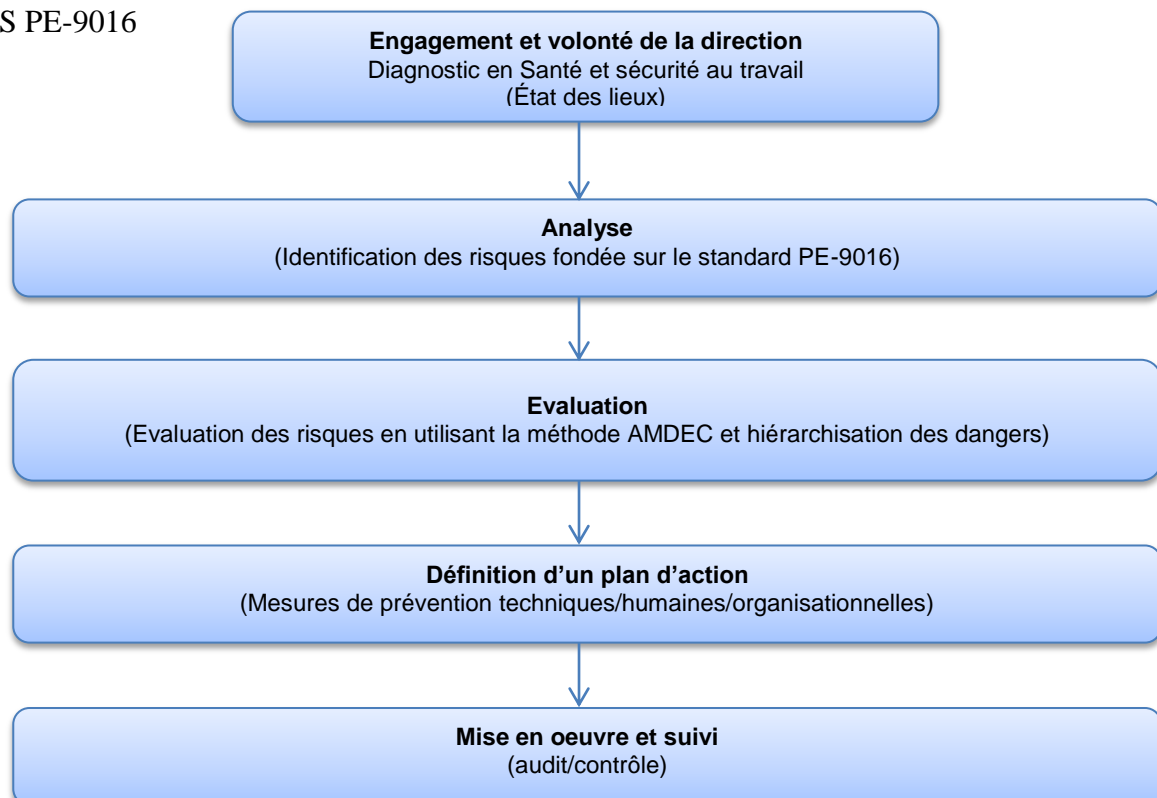 S PE-9016
Engagement et volonté de la direction
Diagnostic en Santé et sécurité au travail
(État des lieux)
Analyse
(Identification des risques fondée sur le standard PE-9016)
Evaluation
(Evaluation des risques en utilisant la méthode AMDEC et hiérarchisation des dangers)
Définition d’un plan d’action
(Mesures de prévention techniques/humaines/organisationnelles)
Mise en oeuvre et suivi
(audit/contrôle)